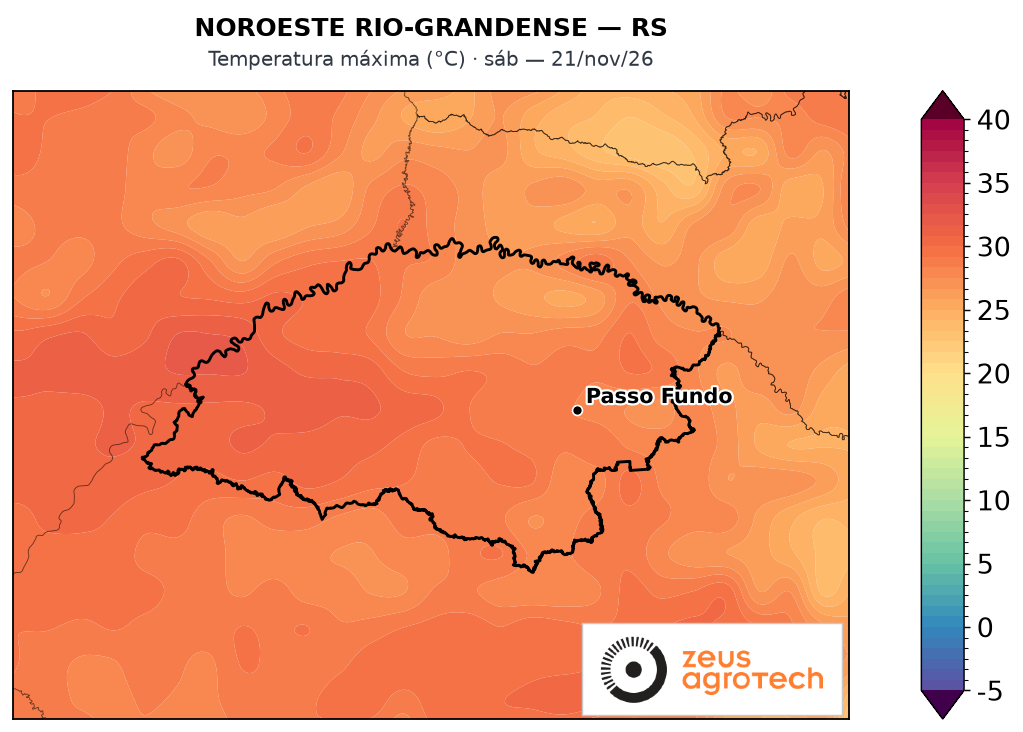 NOROESTE RIO-GRANDENSE — RS
Temperatura máxima (°C) · sáb — 21/nov/26
40
35
30
25
20
15
10
5
0
-5
Passo Fundo
zeus
agrotech